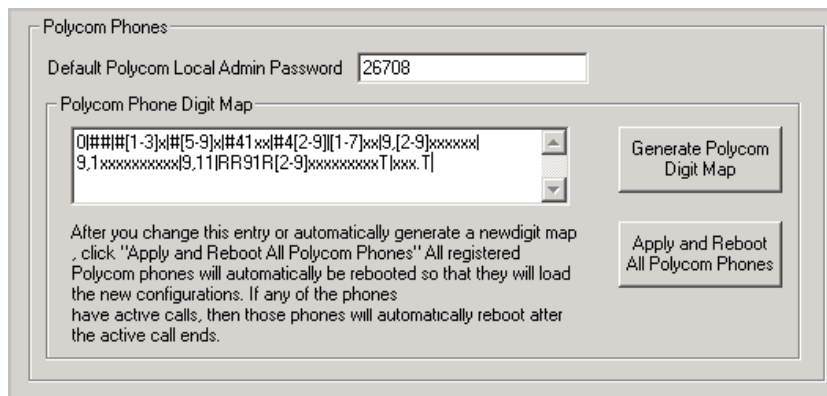 Polycom Phones
Default Polycom Local Admin Password 26708
Polycom Phone Digit Map
0|##|#[1-3]x|#[5-9]x|#41xx|#4[2-9]|[1-7]xx|9,[2-9]xxxxxx|
9,1xxxxxxxxxx|9,11|RR91R[2-9]xxxxxxxxxT|xxx.T|
Generate Polycom
Digit Map
After you change this entry or automatically generate a newdigit map
, click "Apply and Reboot All Polycom Phones" All registered
Polycom phones will automatically be rebooted so that they will load
the new configurations. If any of the phones
have active calls, then those phones will automatically reboot after
the active call ends.
Apply and Reboot
All Polycom Phones